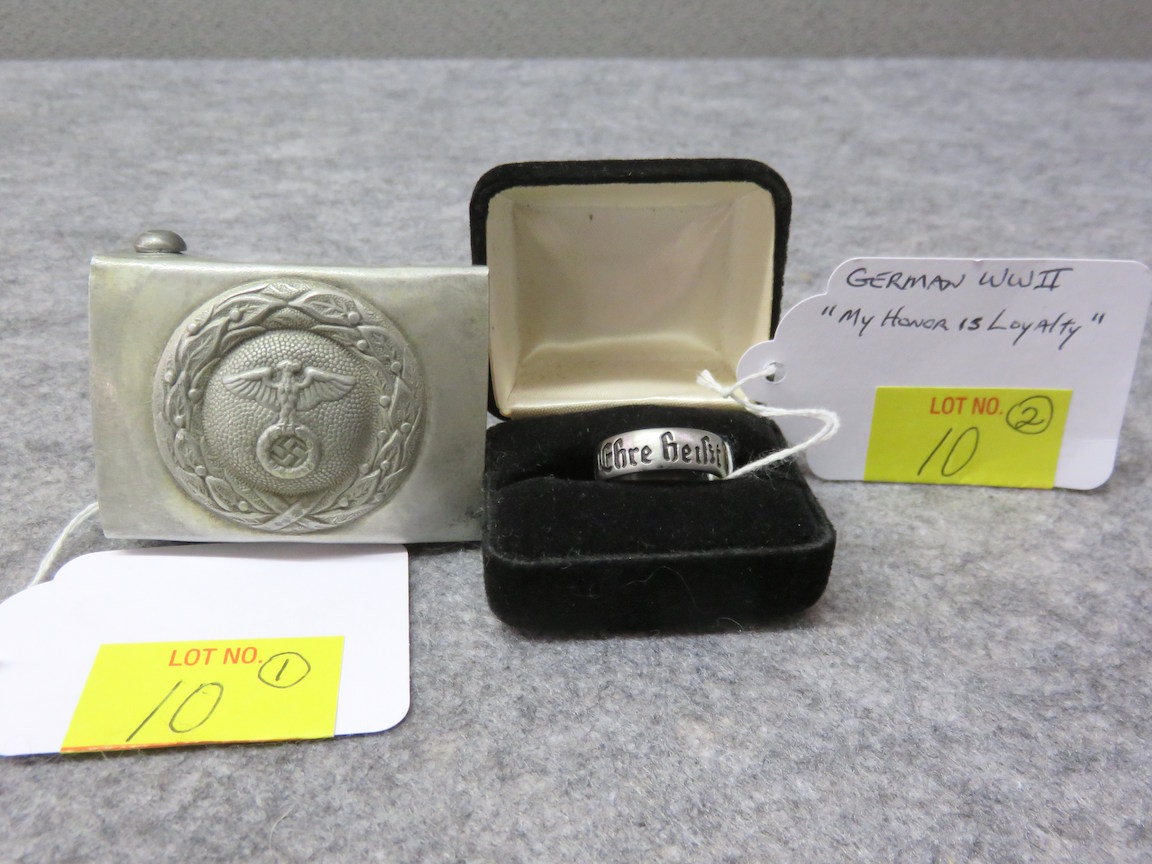 GERMAN WWII
"My HONOR IS LOyAlty"
LOT NO. 2
10
Ehre heißt
LOT NO. 1
10